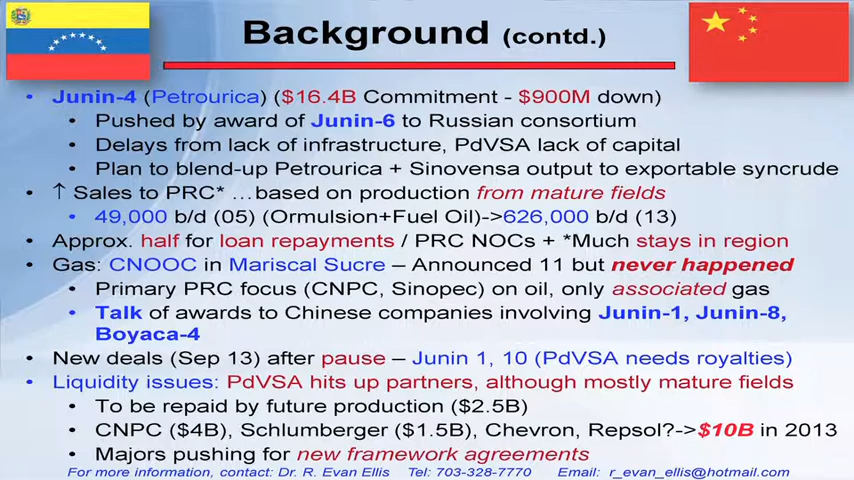 Background (contd.)
• Junin-4 (Petrourica) ($16.4B Commitment - $900M down)
• Pushed by award of Junin-6 to Russian consortium
• Delays from lack of infrastructure, PdVSA lack of capital
• Plan to blend-up Petrourica + Sinovensa output to exportable syncrude
• ↑ Sales to PRC* …based on production from mature fields
• 49,000 b/d (05) (Ormulsion+Fuel Oil)->626,000 b/d (13)
• Approx. half for loan repayments / PRC NOCs + *Much stays in region
• Gas: CNOOC in Mariscal Sucre – Announced 11 but never happened
• Primary PRC focus (CNPC, Sinopec) on oil, only associated gas
• Talk of awards to Chinese companies involving Junin-1, Junin-8,
Boyaca-4
• New deals (Sep 13) after pause – Junin 1, 10 (PdVSA needs royalties)
• Liquidity issues: PdVSA hits up partners, although mostly mature fields
• To be repaid by future production ($2.5B)
• CNPC ($4B), Schlumberger ($1.5B), Chevron, Repsol?->$10B in 2013
• Majors pushing for new framework agreements
For more information, contact: Dr. R. Evan Ellis Tel: 703-328-7770 Email: r_evan_ellis@hotmail.com